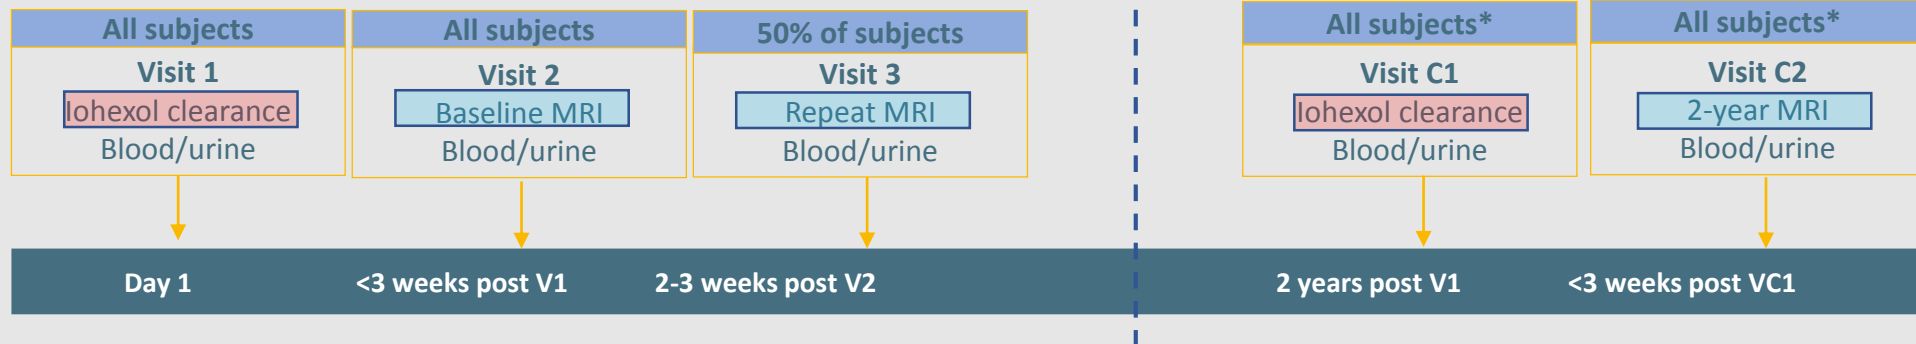 All subjects
Visit 1
Iohexol clearance
Blood/urine
All subjects
Visit 2
Baseline MRI
Blood/urine
50% of subjects
Visit 3
Repeat MRI
Blood/urine
All subjects*
Visit C1
Iohexol clearance
Blood/urine
All subjects*
Visit C2
2-year MRI
Blood/urine
Day 1
<3 weeks post V1
2-3 weeks post V2
2 years post V1
<3 weeks post VC1